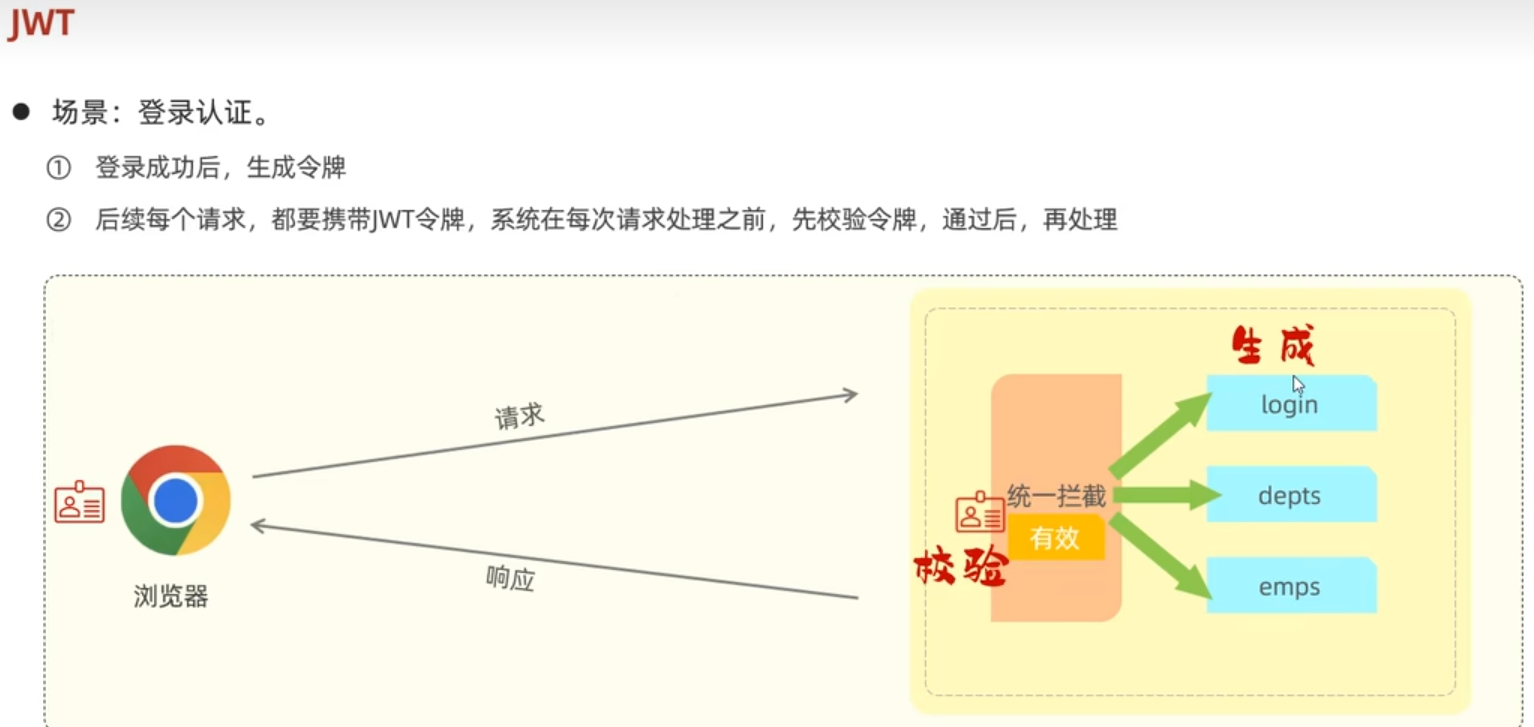 JWT
● 场景：登录认证。
① 登录成功后，生成令牌
② 后续每个请求，都要携带JWT令牌，系统在每次请求处理之前，先校验令牌，通过后，再处理
生成
login
请求
统一拦截
depts
有效
校验
响应
emps
浏览器